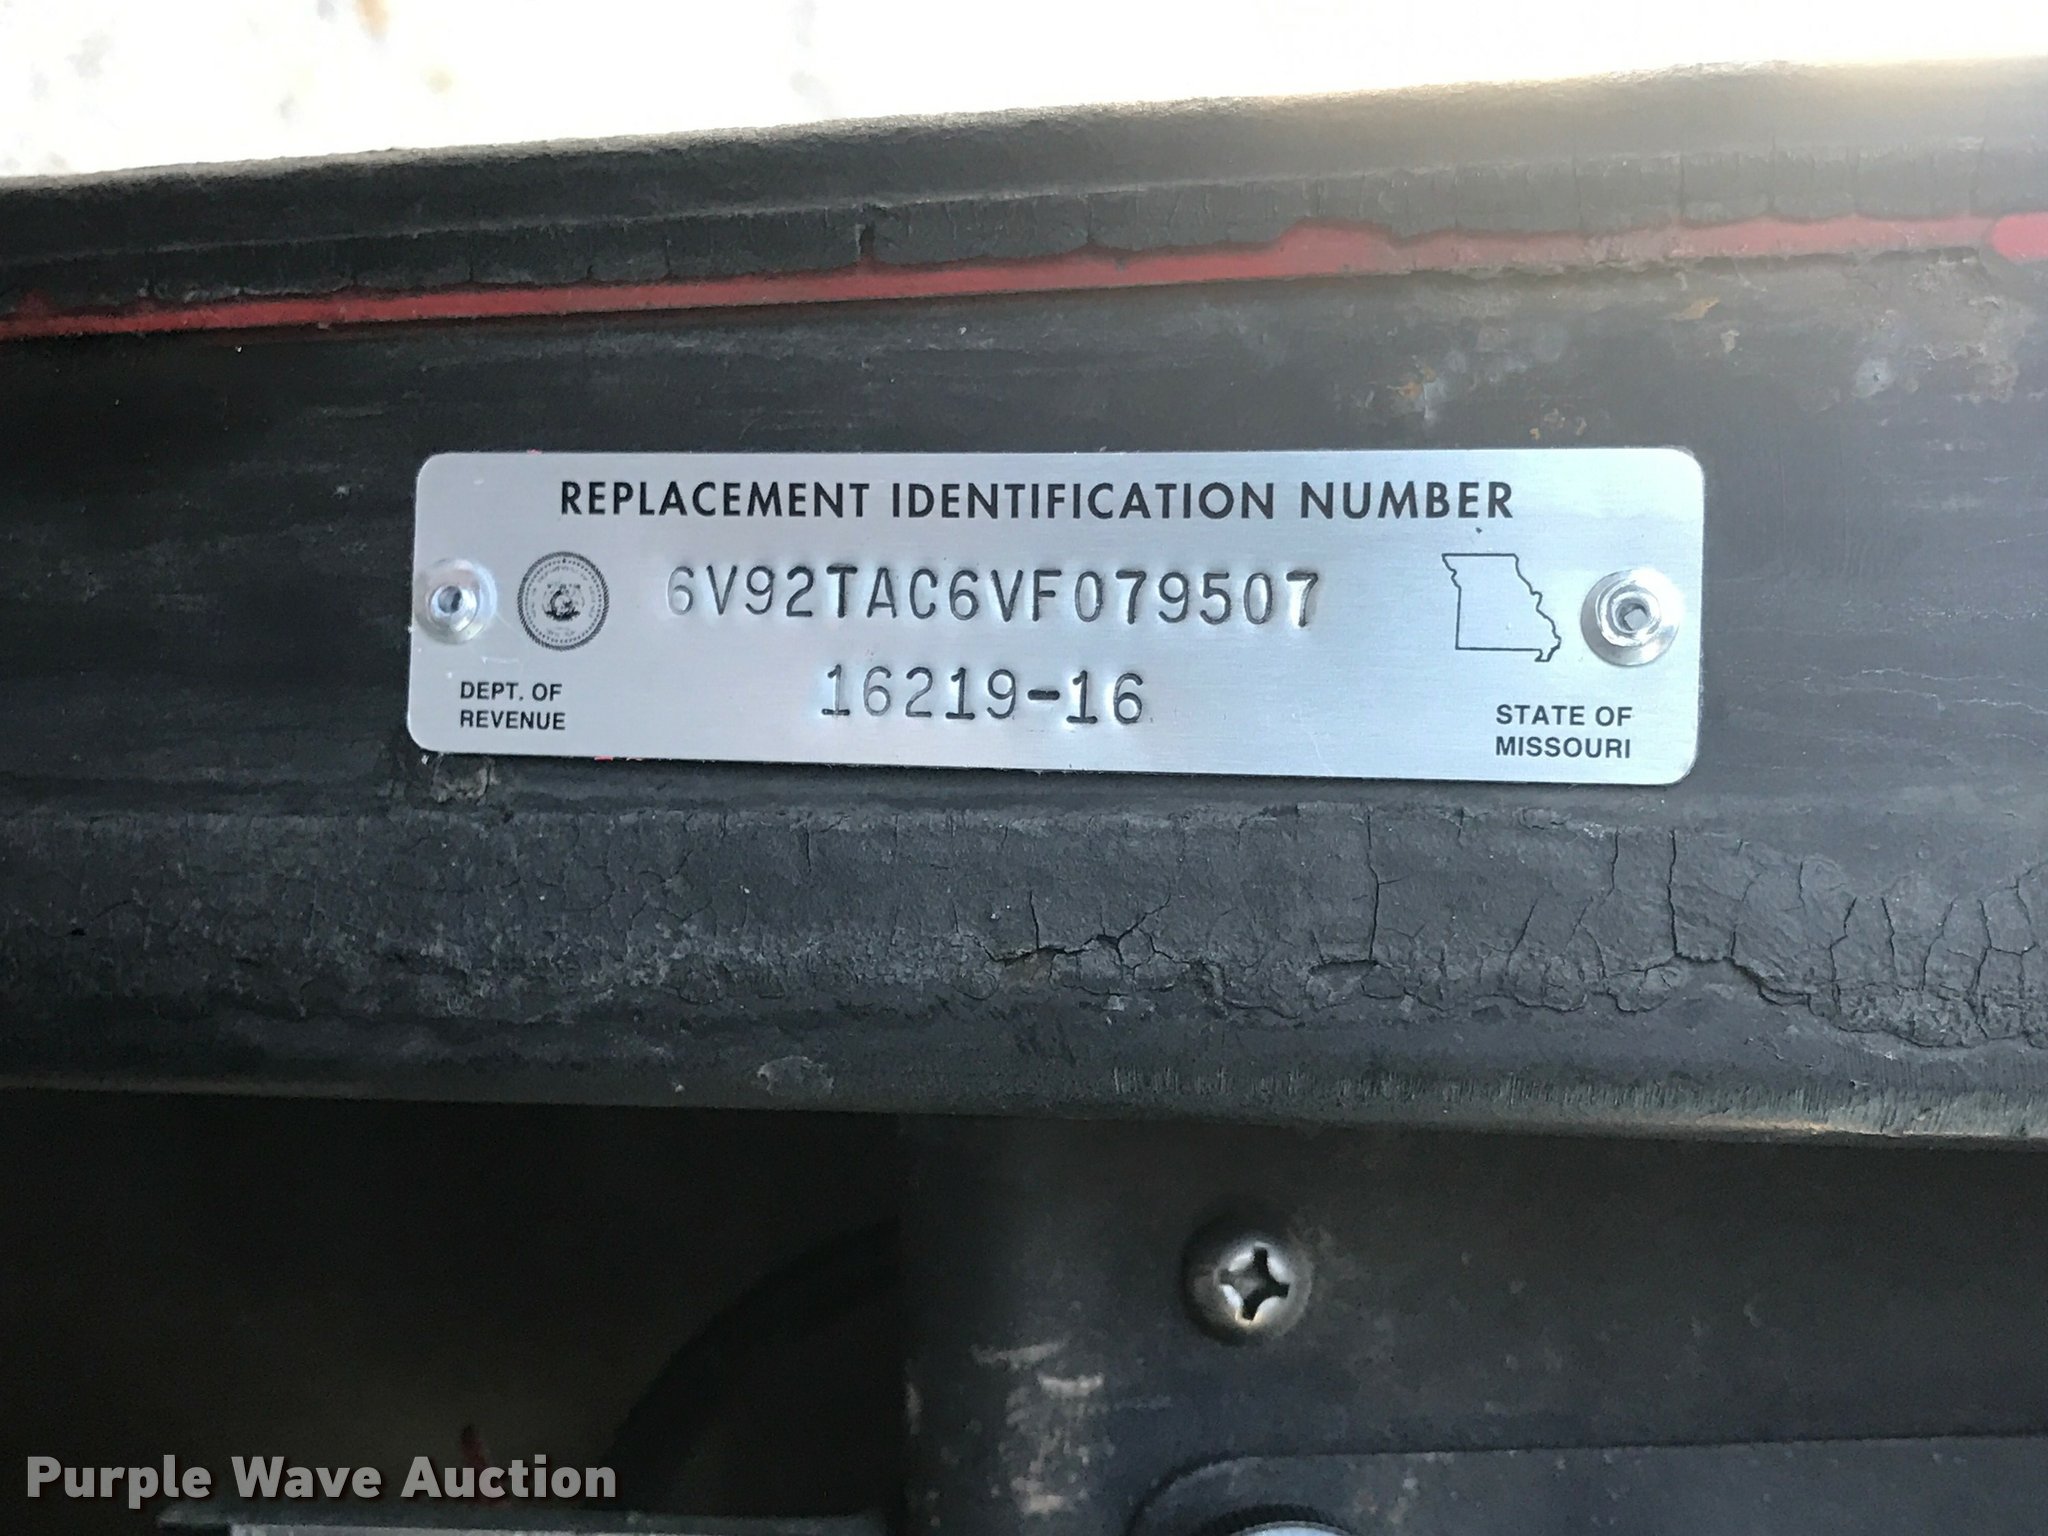 REPLACEMENT IDENTIFICATION NUMBER
6V92TAC6VF079507
16219-16
DEPT. OF
REVENUE
STATE OF
MISSOURI
Purple Wave Auction